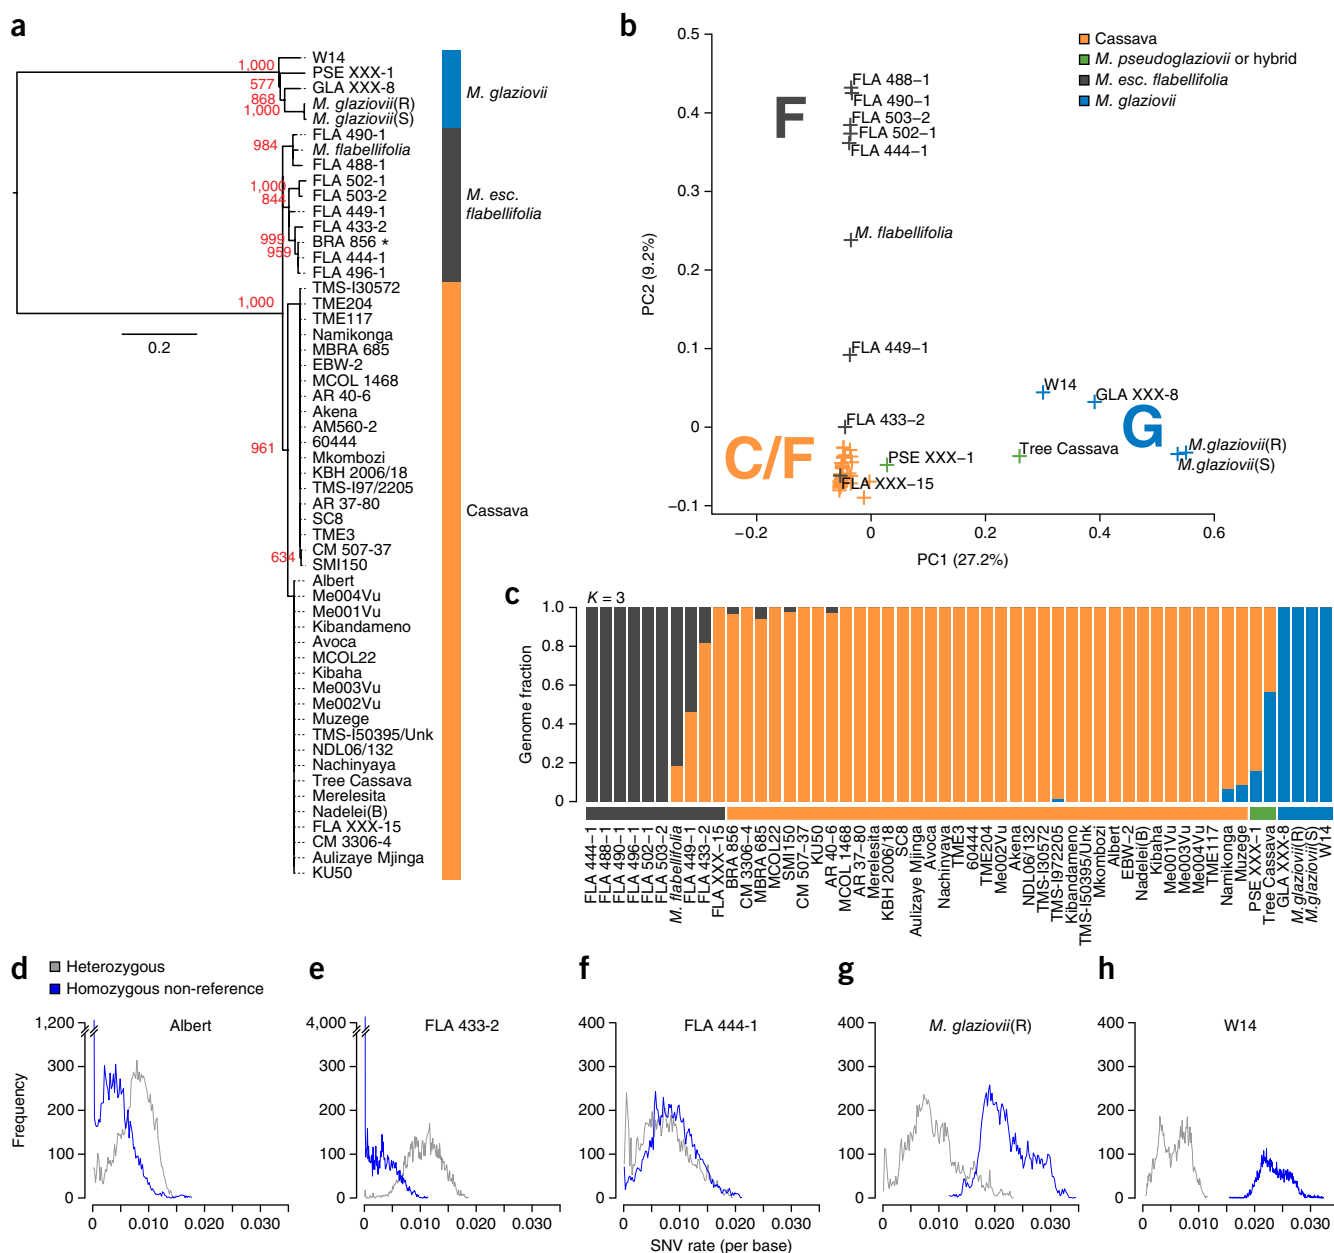 a
1,000
577
868
1,000
984
1,000
844
999
959
1,000
961
634
0.2
W14
PSE XXX-1
GLA XXX-8
M. glaziovii(R)
M. glaziovii(S)
FLA 490-1
M. flabellifolia
FLA 488-1
FLA 502-1
FLA 503-2
FLA 449-1
FLA 433-2
BRA 856 *
FLA 444-1
FLA 496-1
TMS-I30572
TME204
TME117
Namikonga
MBRA 685
EBW-2
MCOL 1468
AR 40-6
Akena
AM560-2
60444
Mkombozi
KBH 2006/18
TMS-I97/2205
AR 37-80
SC8
TME3
CM 507-37
SMI150
Albert
Me004Vu
Me001Vu
Kibandameno
Avoca
MCOL22
Kibaha
Me003Vu
Me002Vu
Muzege
TMS-I50395/Unk
NDL06/132
Nachinyaya
Tree Cassava
Merelesita
Nadelei(B)
FLA XXX-15
CM 3306-4
Aulizaye Mjinga
KU50
M. glaziovii
M. esc.
flabellifolia
Cassava
b
Cassava
M. pseudoglaziovii or hybrid
M. esc. flabellifolia
M. glaziovii
0.5
0.4
0.3
0.2
0.1
0
−0.1
PC2 (9.2%)
F
FLA 488−1
FLA 490−1
FLA 503−2
FLA 502−1
FLA 444−1
M. flabellifolia
FLA 449−1
FLA 433−2
C/F
PSE XXX−1
FLA XXX−15
W14
GLA XXX-8
G
Tree Cassava
M.glaziovii(R)
M.glaziovii(S)
−0.2
0
0.2
0.4
0.6
PC1 (27.2%)
c
K = 3
1.0
0.8
0.6
0.4
0.2
0
Genome fraction
FLA 444−1
FLA 488−1
FLA 490−1
FLA 496−1
FLA 502−1
FLA 503−2
M. flabellifolia
FLA 449−1
FLA 433−2
FLA XXX−15
BRA 856
CM 3306-4
MBRA 685
MCOL22
SMI150
CM 507-37
KU50
AR 40-6
MCOL 1468
AR 37-80
Merelesita
KBH 2006/18
SC8
Aulizaye Mjinga
Avoca
Nachinyaya
TME3
60444
TME204
Me002Vu
Akena
NDL06/132
TMS-I30572
TMS-I972205
Kibandameno
TMS-I50395/Unk
Mkombozi
Albert
EBW-2
Nadelei(B)
Kibaha
Me001Vu
Me003Vu
Me004Vu
TME117
Namikonga
Muzege
PSE XXX-1
Tree Cassava
GLA XXX-8
M.glaziovii(R)
M.glaziovii(S)
W14
d
Heterozygous
Homozygous non-reference
Albert
1,200
300
200
100
0
Frequency
0
0.010
0.020
0.030
e
FLA 433-2
4,000
300
200
100
0
0
0.010
0.020
0.030
f
FLA 444-1
400
300
200
100
0
0
0.010
0.020
0.030
SNV rate (per base)
g
M. glaziovii(R)
400
300
200
100
0
0
0.010
0.020
0.030
h
W14
400
300
200
100
0
0
0.010
0.020
0.030